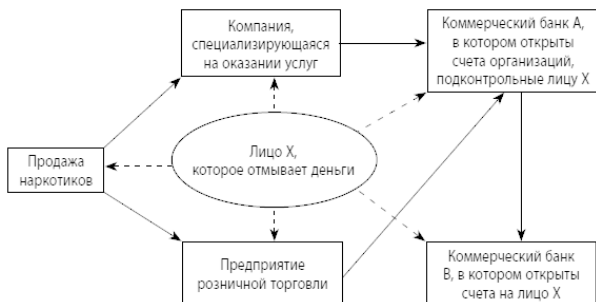 Компания,
специализирующаяся
на оказании услуг
Коммерческий банк А,
в котором открыты
счета организаций,
подконтрольные лицу Х
Продажа
наркотиков
Лицо Х,
которое отмывает деньги
Предприятие
розничной торговли
Коммерческий банк
В, в котором открыты
счета на лицо Х